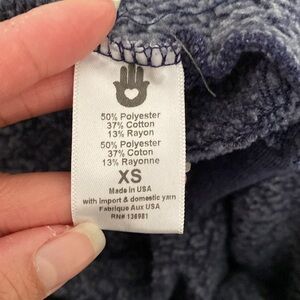 50% Polyester
37% Cotton
13% Rayon
50% Polyester
37% Coton
13% Rayonne
XS
Made in USA
with import & domestic yarn
Fabrique Aux USA
RN# 136981